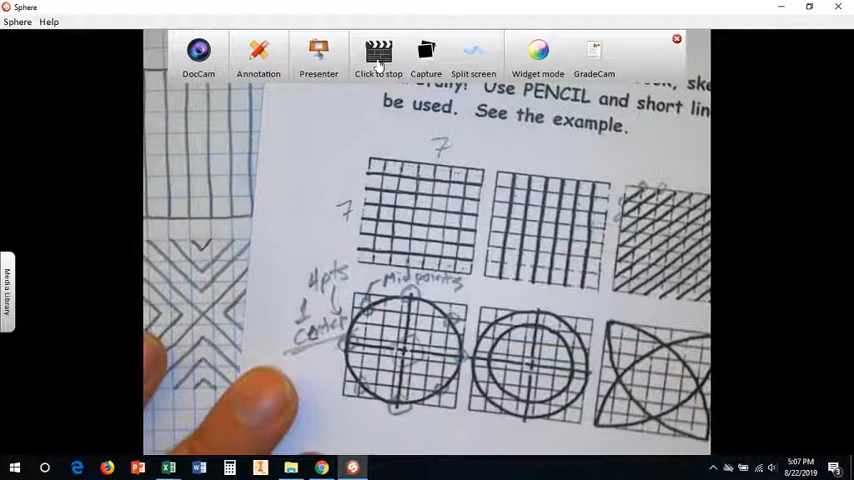 Sphere
Sphere Help
DocCam
Annotation
Presenter
Click to stop
Capture
Split screen
Widget mode
GradeCam
Use PENCIL and short lin
be used. See the example.
7
7
4pts
Midpoints
1
Center
Media Library
5:07 PM
8/22/2019